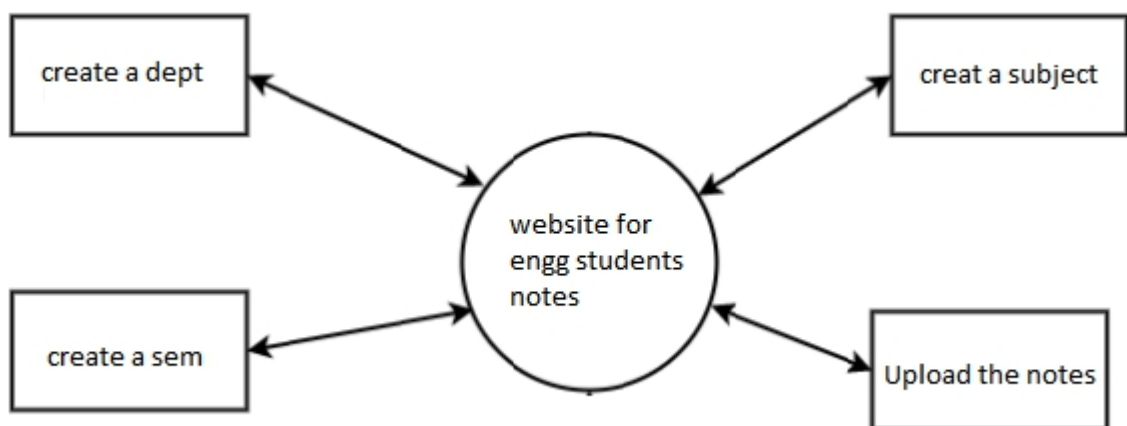 create a dept
creat a subject
website for
engg students
notes
create a sem
Upload the notes